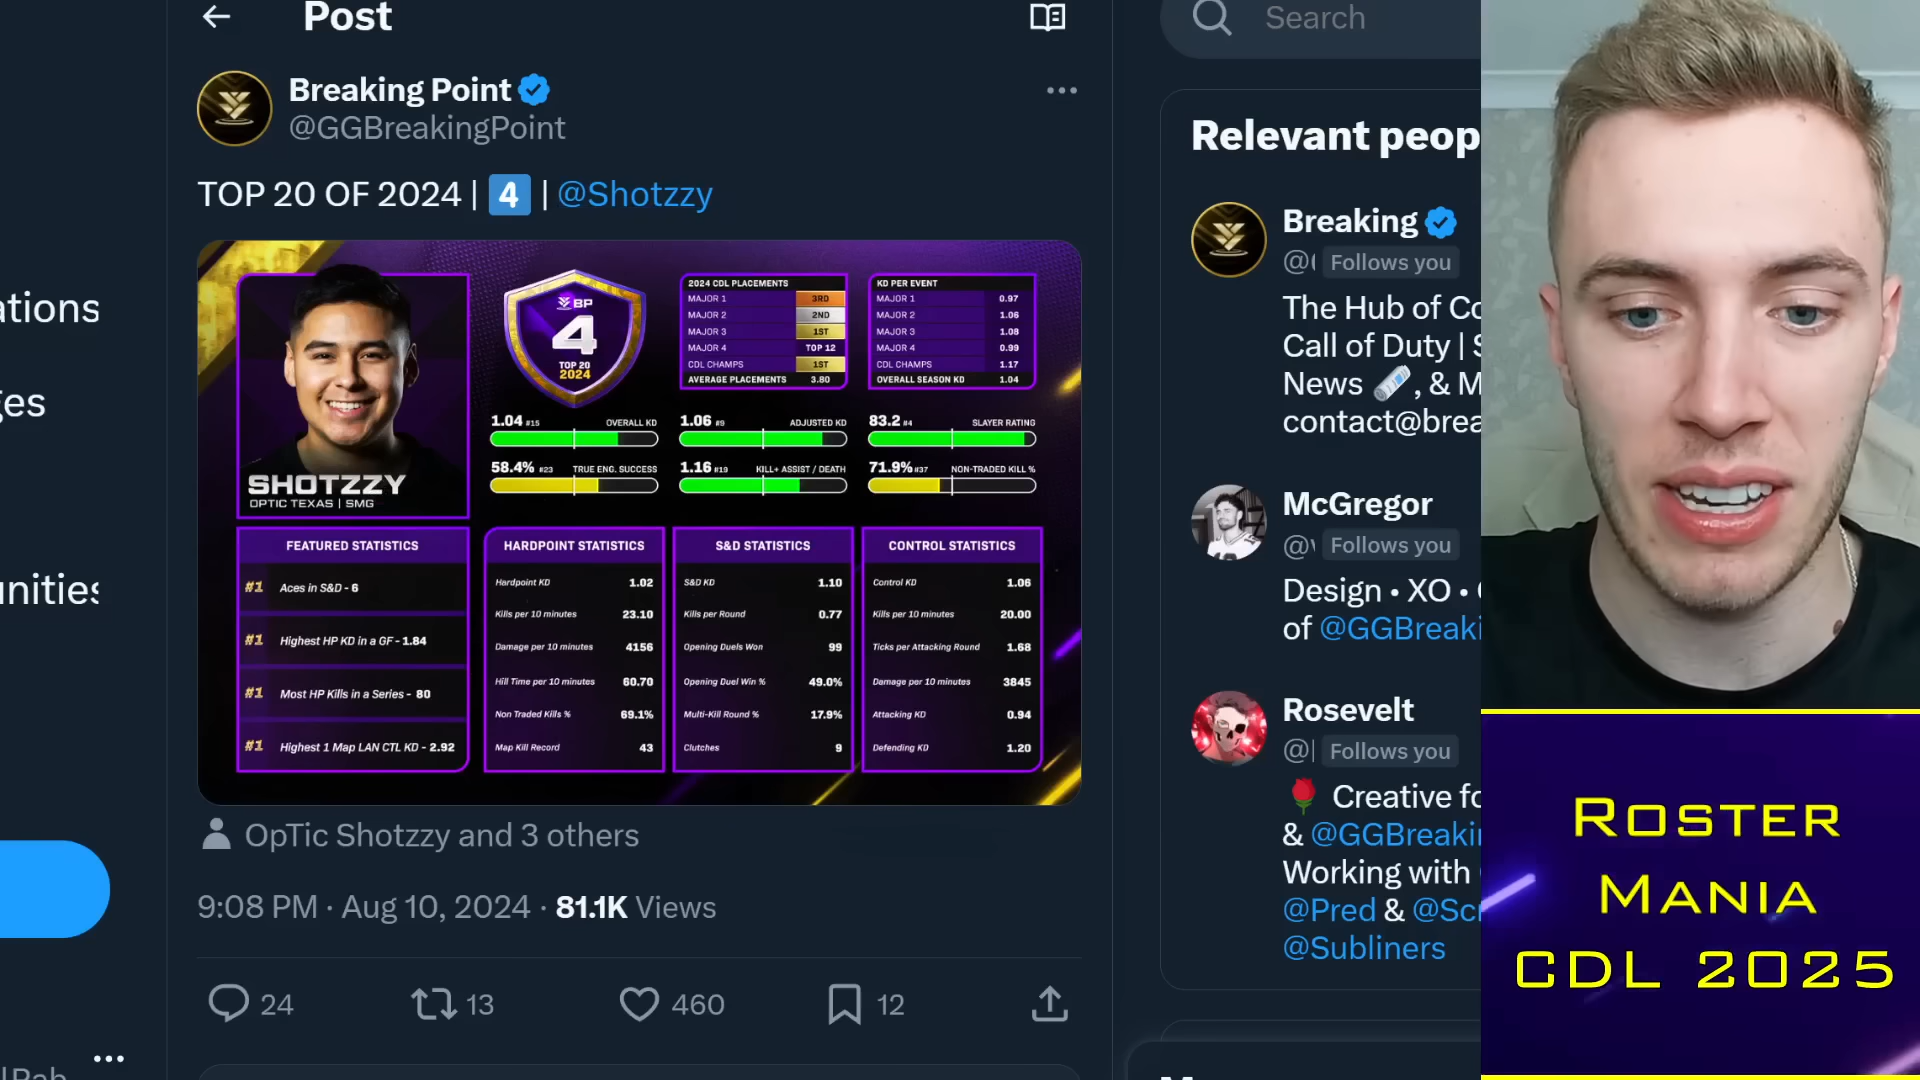 Post
Search
Breaking Point
@GGBreakingPoint
TOP 20 OF 2024 | 4 | @Shotzzy
SHOTZZY
OPTIC TEXAS | SMG
BP
4
TOP 20
2024
2024 CDL PLACEMENTS
MAJOR 1 3RD
MAJOR 2 2ND
MAJOR 3 1ST
MAJOR 4 TOP 12
CDL CHAMPS 1ST
AVERAGE PLACEMENTS 3.80
KD PER EVENT
MAJOR 1 0.97
MAJOR 2 1.06
MAJOR 3 1.08
MAJOR 4 0.99
CDL CHAMPS 1.17
OVERALL SEASON KD 1.04
1.04 #15 OVERALL KD
1.06 #9 ADJUSTED KD
83.2 #4 SLAYER RATING
58.4% #23 TRUE ENG. SUCCESS
1.16 #19 KILL+ ASSIST / DEATH
71.9% #37 NON-TRADED KILL %
FEATURED STATISTICS
#1 Aces in S&D - 6
#1 Highest HP KD in a GF - 1.84
#1 Most HP Kills in a Series - 80
#1 Highest 1 Map LAN CTL KD - 2.92
HARDPOINT STATISTICS
Hardpoint KD 1.02
Kills per 10 minutes 23.10
Damage per 10 minutes 4156
Hill Time per 10 minutes 60.70
Non Traded Kills % 69.1%
Map Kill Record 43
S&D STATISTICS
S&D KD 1.10
Kills per Round 0.77
Opening Duels Won 99
Opening Duel Win % 49.0%
Multi-Kill Round % 17.9%
Clutches 9
CONTROL STATISTICS
Control KD 1.06
Kills per 10 minutes 20.00
Ticks per Attacking Round 1.68
Damage per 10 minutes 3845
Attacking KD 0.94
Defending KD 1.20
OpTic Shotzzy and 3 others
9:08 PM · Aug 10, 2024 · 81.1K Views
24 13 460 12
ations
ges
unities
Relevant peop
Breaking
@( Follows you
The Hub of Co
Call of Duty | S
News 🗞️, & M
contact@brea
McGregor
@ Follows you
Design • XO •
of @GGBreaki
Rosevelt
@ Follows you
🌹 Creative fo
& @GGBreakin
Working with
@Pred & @Scr
@Subliners
ROSTER
MANIA
CDL 2025